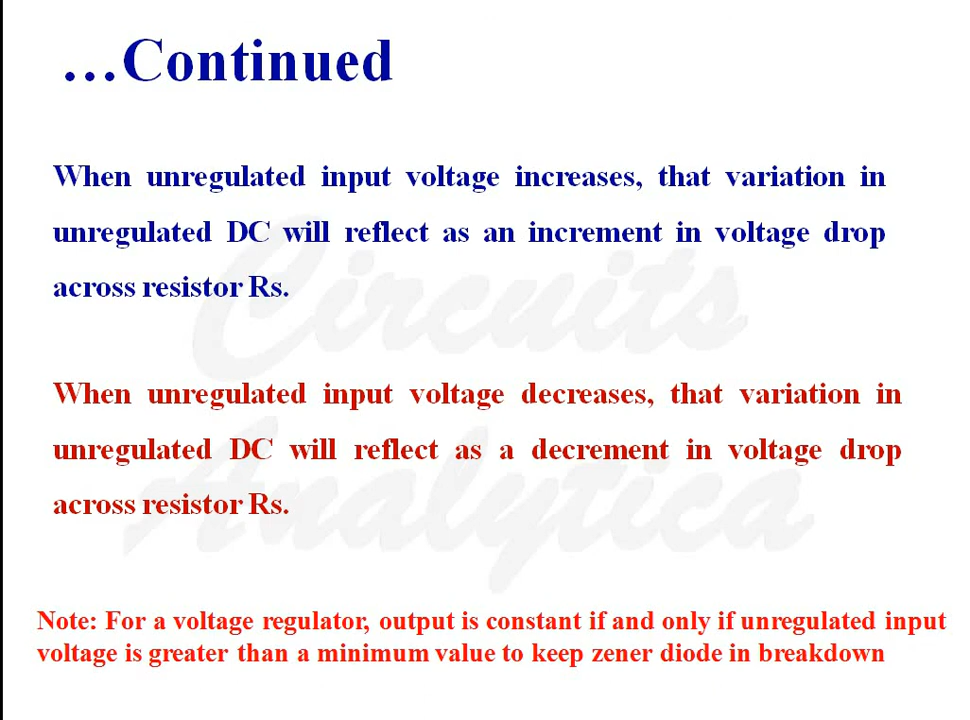 …Continued
When unregulated input voltage increases, that variation in
unregulated DC will reflect as an increment in voltage drop
across resistor Rs.
When unregulated input voltage decreases, that variation in
unregulated DC will reflect as a decrement in voltage drop
across resistor Rs.
Circuits
Analytica
Note: For a voltage regulator, output is constant if and only if unregulated input
voltage is greater than a minimum value to keep zener diode in breakdown